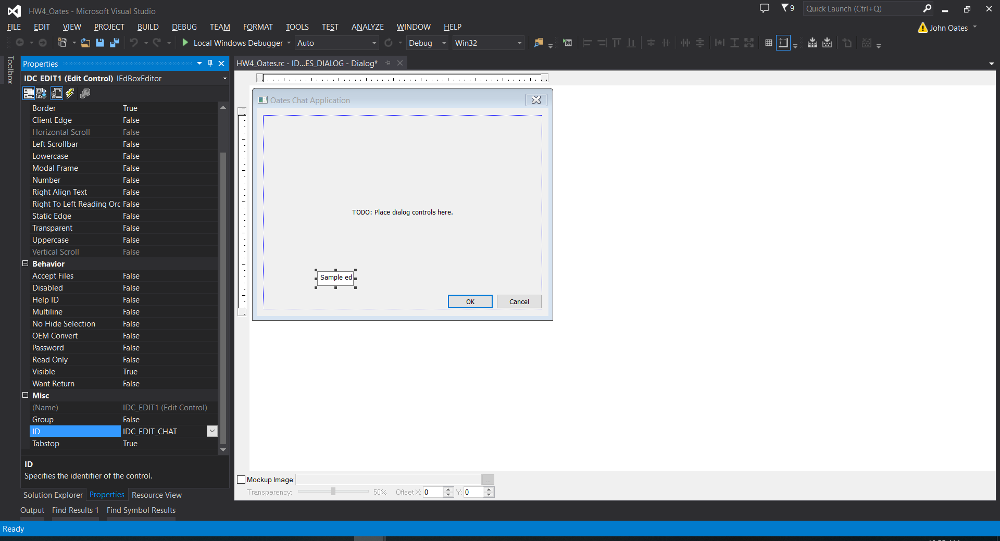 HW4_Oates - Microsoft Visual Studio
9
Quick Launch (Ctrl+Q)
FILE EDIT VIEW PROJECT BUILD DEBUG TEAM FORMAT TOOLS TEST ANALYZE WINDOW HELP
John Oates
Local Windows Debugger Auto Debug Win32
Toolbox
Properties
IDC_EDIT1 (Edit Control) IEdBoxEditor
Border True
Client Edge False
Horizontal Scroll False
Left Scrollbar False
Lowercase False
Modal Frame False
Number False
Right Align Text False
Right To Left Reading Orc False
Static Edge False
Transparent False
Uppercase False
Vertical Scroll False
Behavior
Accept Files False
Disabled False
Help ID False
Multiline False
No Hide Selection False
OEM Convert False
Password False
Read Only False
Visible True
Want Return False
Misc
(Name) IDC_EDIT1 (Edit Control)
Group False
ID IDC_EDIT_CHAT
Tabstop True
ID
Specifies the identifier of the control.
Solution Explorer Properties Resource View
HW4_Oates.rc - ID...ES_DIALOG - Dialog*
Oates Chat Application
TODO: Place dialog controls here.
Sample ed
OK Cancel
Mockup Image: ...
Transparency: 50% Offset X: 0 Y: 0
Output Find Results 1 Find Symbol Results
Ready